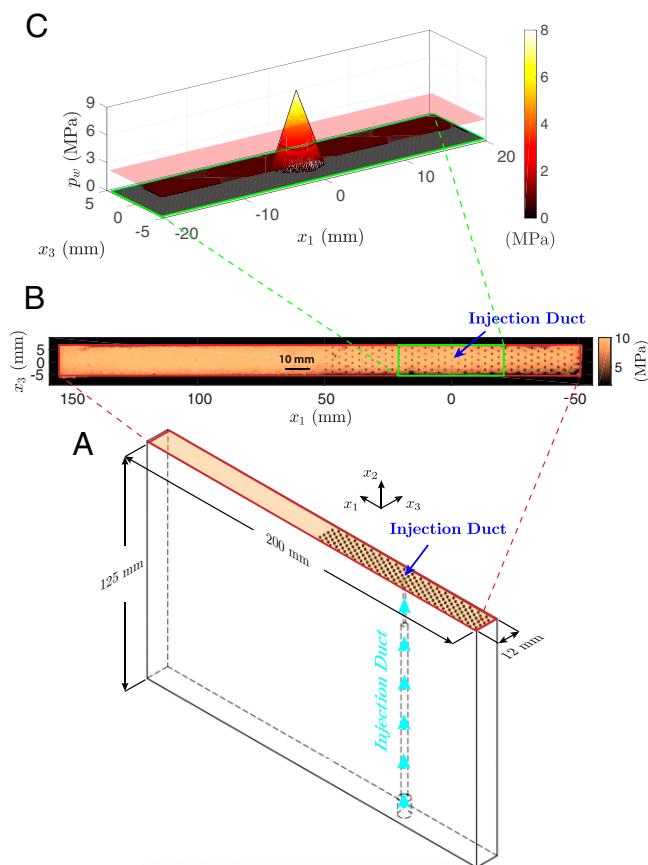 C
8
6
4
2
0
(MPa)
9
6
3
0
p_w (MPa)
5
0
-5
x_3 (mm)
-20
-10
0
10
20
x_1 (mm)
B
Injection Duct
5
0
-5
x_3 (mm)
10 mm
10
5
(MPa)
150
100
50
0
-50
x_1 (mm)
A
x_2
x_1
x_3
Injection Duct
200 mm
125 mm
12 mm
Injection Duct